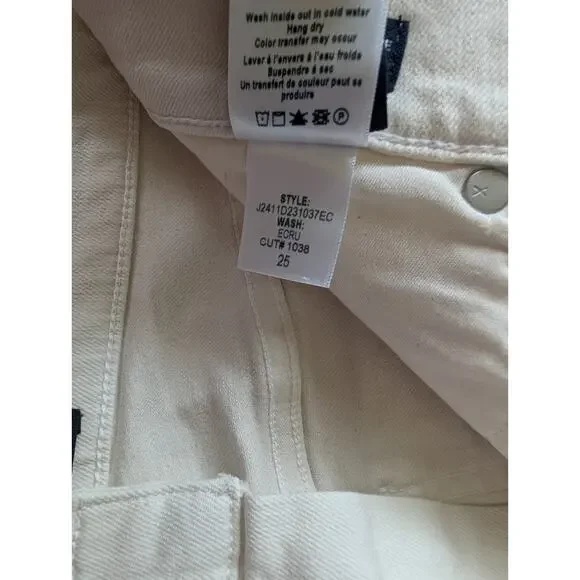 Wash inside out in cold water
Hang dry
Color transfer may occur
Laver à l'envers à l'eau froide
Suspendre à sec
Un transfert de couleur peut se
produire
P
STYLE:
J2411D231037EC
WASH:
ECRU
CUT# 1038
25
X